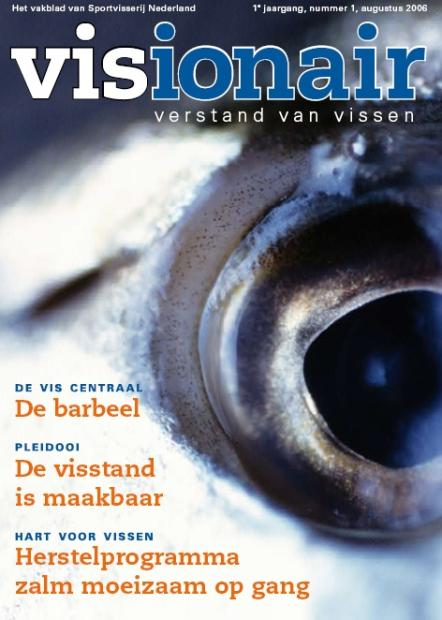 Het vakblad van Sportvisserij Nederland
1e jaargang, nummer 1, augustus 2006
visionair
verstand van vissen
DE VIS CENTRAAL
De barbeel
PLEIDOOI
De visstand
is maakbaar
HART VOOR VISSEN
Herstelprogramma
zalm moeizaam op gang